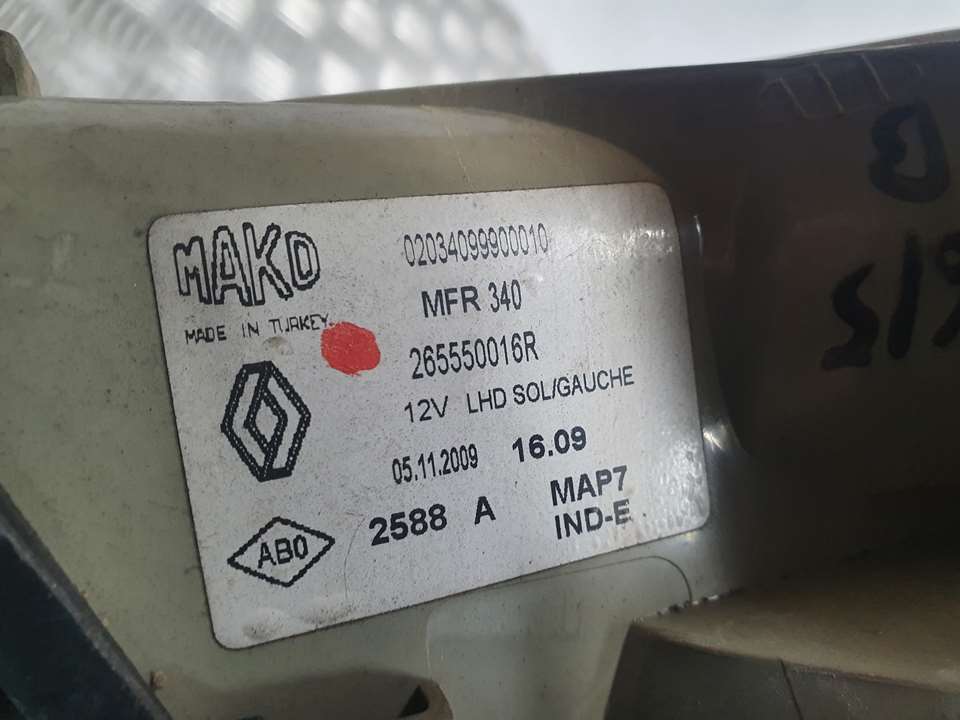 MAKO
MADE IN TURKEY
02034099900010
MFR 340
265550016R
12V LHD SOL/GAUCHE
05.11.2009 16.09
2588 A
MAP7
IND-E
ABO